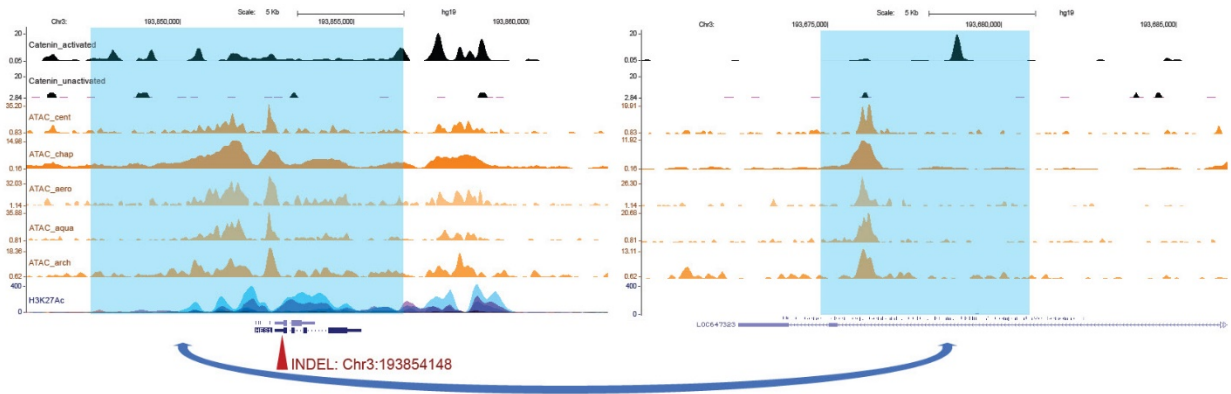 Scale: 5 Kb hg19
Chr3: 193,850,000 193,855,000 193,860,000
20
Catenin_activated
0.05
20
Catenin_unactivated
2.84
35.20
ATAC_cent
0.83
14.98
ATAC_chap
0.16
32.03
ATAC_aero
1.14
35.68
ATAC_aqua
0.81
18.36
ATAC_arch
0.62
400
H3K27Ac
0
INDEL: Chr3:193854148
Scale: 5 Kb hg19
Chr3: 193,675,000 193,680,000 193,685,000
20
0.05
20
2.84
19.91
0.83
11.92
0.16
26.30
1.14
20.68
0.81
13.11
0.62
400
0
LOC647323